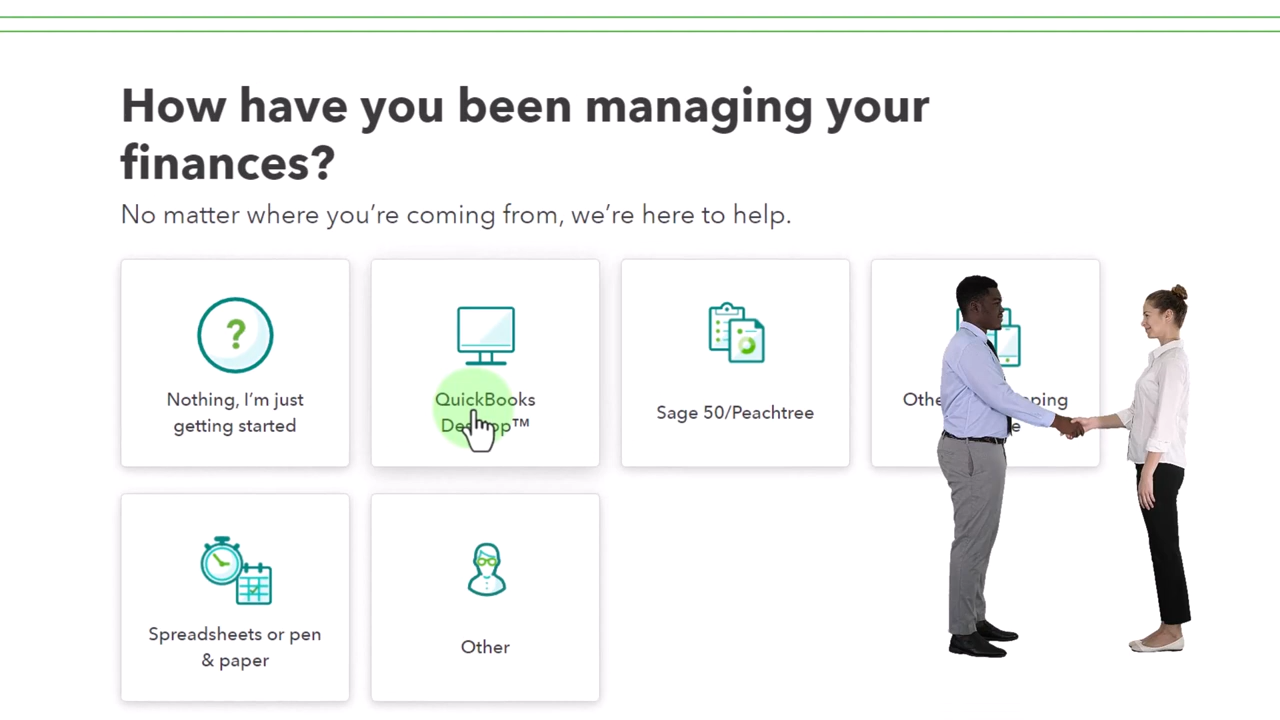 How have you been managing your
finances?
No matter where you’re coming from, we’re here to help.
Nothing, I’m just
getting started
QuickBooks
Desktop™
Sage 50/Peachtree
Spreadsheets or pen
& paper
Other